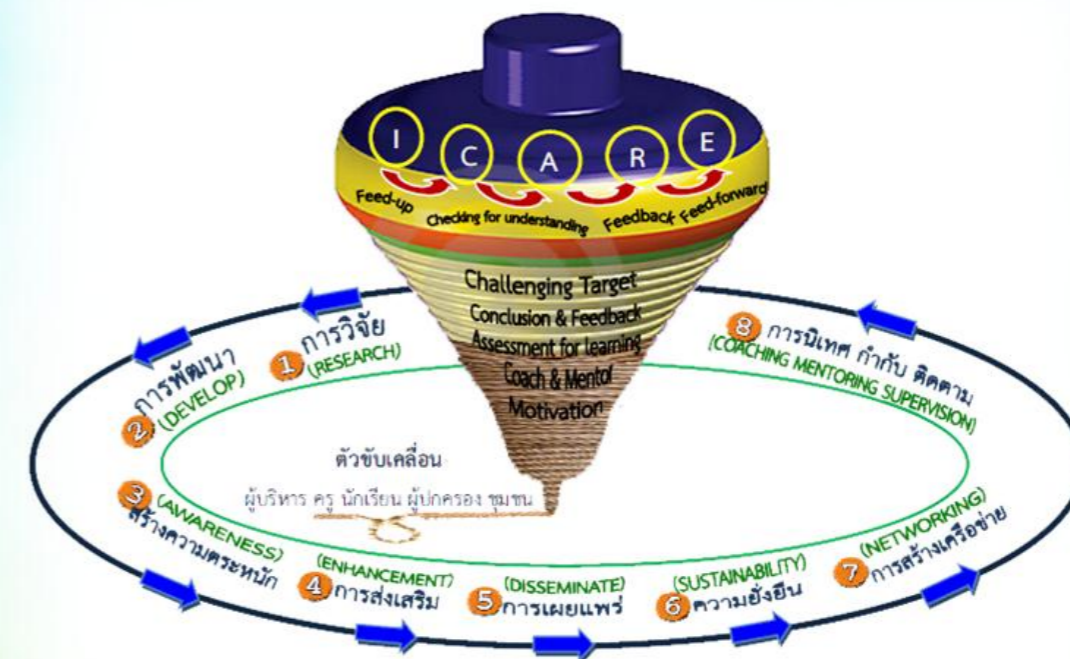 I C A R E
Feed-up Checking for understanding Feedback Feed-forward
Challenging Target
Conclusion & Feedback
Assessment for learning
Coach & Mentor
Motivation
1 การวิจัย
(RESEARCH)
2 การพัฒนา
(DEVELOP)
3 (AWARENESS)
สร้างความตระหนัก
(ENHANCEMENT)
4 การส่งเสริม
(DISSEMINATE)
5 การเผยแพร่
(SUSTAINABILITY)
6 ความยั่งยืน
(NETWORKING)
7 การสร้างเครือข่าย
8 การนิเทศ กำกับ ติดตาม
(COACHING MENTORING SUPERVISION)
ตัวขับเคลื่อน
ผู้บริหาร ครู นักเรียน ผู้ปกครอง ชุมชน